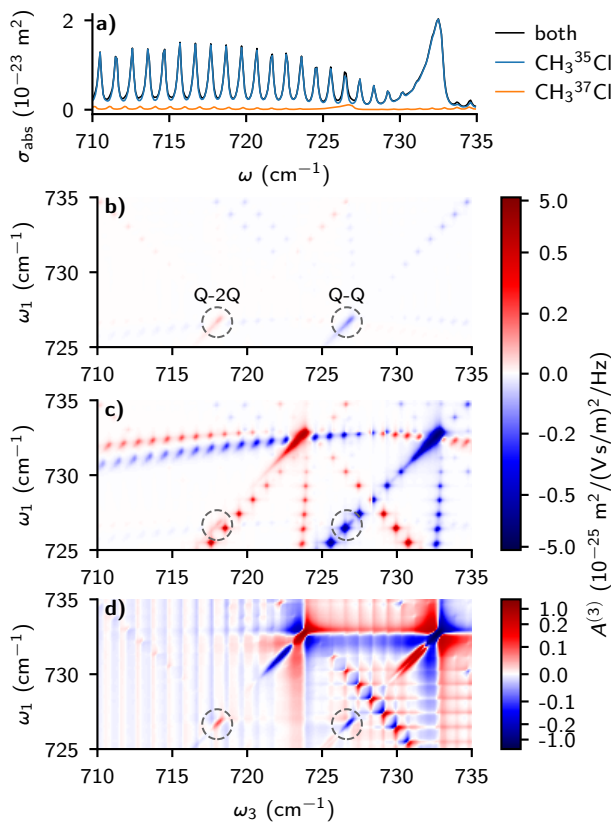 a)
2
0
σabs (10⁻²³ m²)
both
CH₃³⁵Cl
CH₃³⁷Cl
710 715 720 725 730 735
ω (cm⁻¹)
b)
735
730
725
ω₁ (cm⁻¹)
Q-2Q
Q-Q
710 715 720 725 730 735
c)
735
730
725
ω₁ (cm⁻¹)
710 715 720 725 730 735
d)
735
730
725
ω₁ (cm⁻¹)
710 715 720 725 730 735
ω₃ (cm⁻¹)
5.0
0.5
0.2
0.0
-0.2
-0.5
-5.0
1.0
0.2
0.1
0.0
-0.1
-0.2
-1.0
A⁽³⁾ (10⁻²⁵ m²/(V s/m)²/Hz)